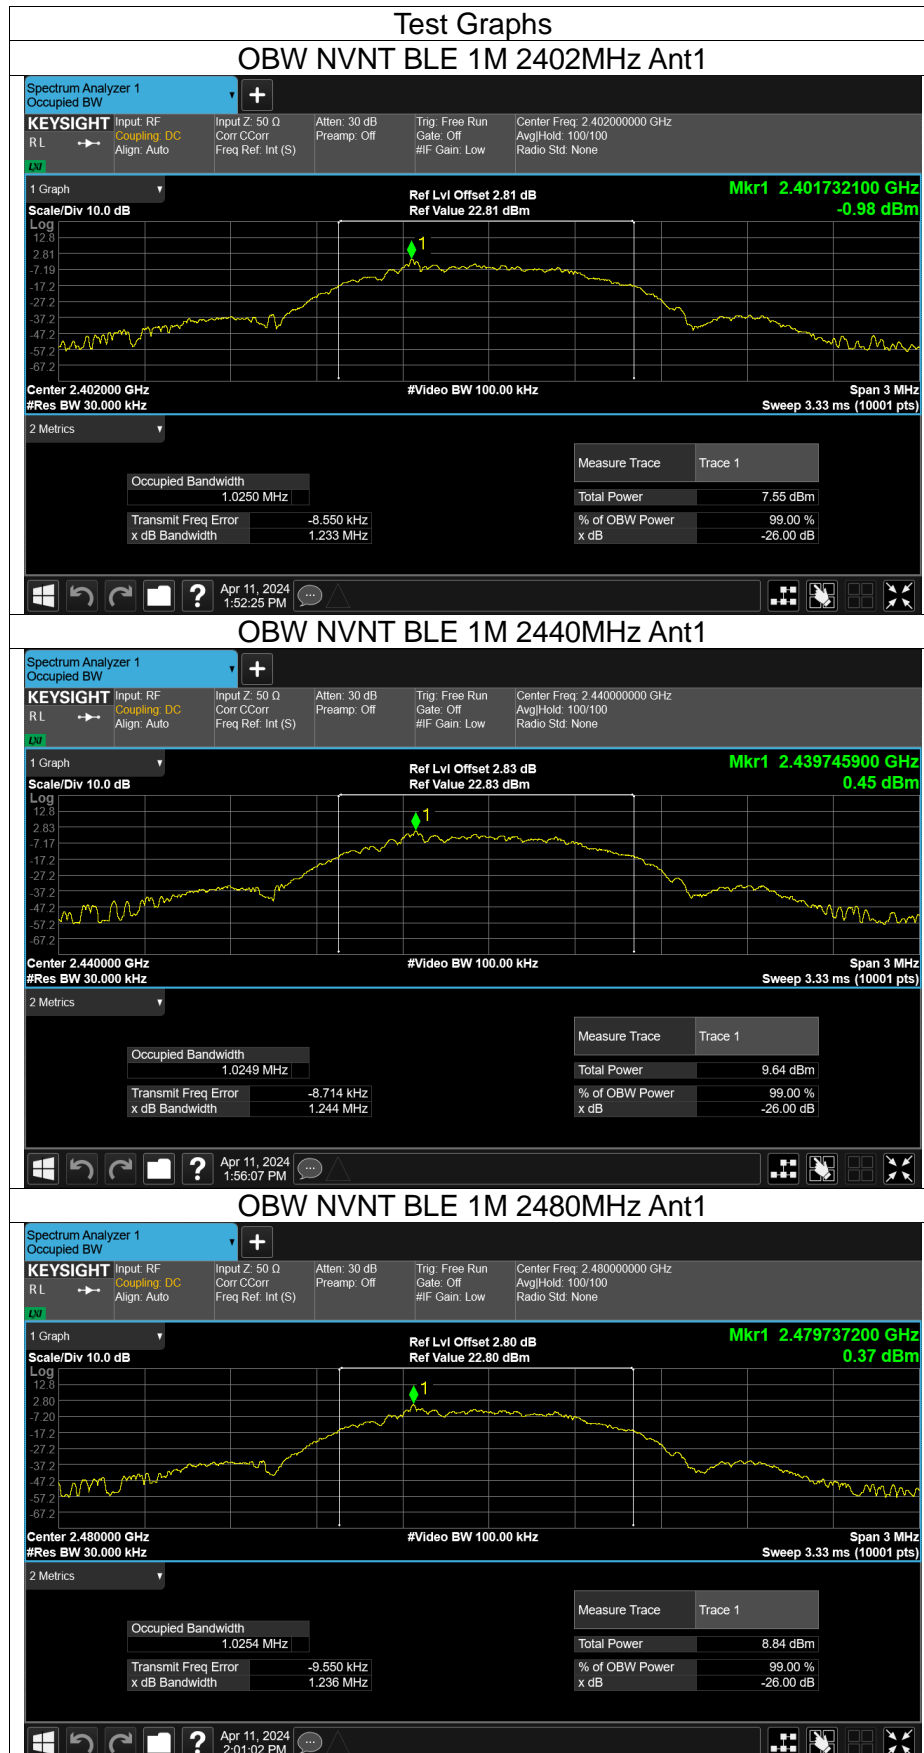 Test Graphs
OBW NVNT BLE 1M 2402MHz Ant1
Spectrum Analyzer 1
Occupied BW
KEYSIGHT Input: RF Input Z: 50 Ω Atten: 30 dB Trig: Free Run Center Freq: 2.402000000 GHz
R L Coupling: DC Corr CCorr Preamp: Off Gate: Off Avg|Hold: 100/100
Align: Auto Freq Ref: Int (S) #IF Gain: Low Radio Std: None
LXI
1 Graph Ref Lvl Offset 2.81 dB Mkr1 2.401732100 GHz
Scale/Div 10.0 dB Ref Value 22.81 dBm -0.98 dBm
Log
12.8
2.81
-7.19
-17.2
-27.2
-37.2
-47.2
-57.2
-67.2
1
Center 2.402000 GHz #Video BW 100.00 kHz Span 3 MHz
#Res BW 30.000 kHz Sweep 3.33 ms (10001 pts)
2 Metrics
Measure Trace Trace 1
Occupied Bandwidth
1.0250 MHz Total Power 7.55 dBm
Transmit Freq Error -8.550 kHz % of OBW Power 99.00 %
x dB Bandwidth 1.233 MHz x dB -26.00 dB
Apr 11, 2024
1:52:25 PM
OBW NVNT BLE 1M 2440MHz Ant1
Spectrum Analyzer 1
Occupied BW
KEYSIGHT Input: RF Input Z: 50 Ω Atten: 30 dB Trig: Free Run Center Freq: 2.440000000 GHz
R L Coupling: DC Corr CCorr Preamp: Off Gate: Off Avg|Hold: 100/100
Align: Auto Freq Ref: Int (S) #IF Gain: Low Radio Std: None
LXI
1 Graph Ref Lvl Offset 2.83 dB Mkr1 2.439745900 GHz
Scale/Div 10.0 dB Ref Value 22.83 dBm 0.45 dBm
Log
12.8
2.83
-7.17
-17.2
-27.2
-37.2
-47.2
-57.2
-67.2
1
Center 2.440000 GHz #Video BW 100.00 kHz Span 3 MHz
#Res BW 30.000 kHz Sweep 3.33 ms (10001 pts)
2 Metrics
Measure Trace Trace 1
Occupied Bandwidth
1.0249 MHz Total Power 9.64 dBm
Transmit Freq Error -8.714 kHz % of OBW Power 99.00 %
x dB Bandwidth 1.244 MHz x dB -26.00 dB
Apr 11, 2024
1:56:07 PM
OBW NVNT BLE 1M 2480MHz Ant1
Spectrum Analyzer 1
Occupied BW
KEYSIGHT Input: RF Input Z: 50 Ω Atten: 30 dB Trig: Free Run Center Freq: 2.480000000 GHz
R L Coupling: DC Corr CCorr Preamp: Off Gate: Off Avg|Hold: 100/100
Align: Auto Freq Ref: Int (S) #IF Gain: Low Radio Std: None
LXI
1 Graph Ref Lvl Offset 2.80 dB Mkr1 2.479737200 GHz
Scale/Div 10.0 dB Ref Value 22.80 dBm 0.37 dBm
Log
12.8
2.80
-7.20
-17.2
-27.2
-37.2
-47.2
-57.2
-67.2
1
Center 2.480000 GHz #Video BW 100.00 kHz Span 3 MHz
#Res BW 30.000 kHz Sweep 3.33 ms (10001 pts)
2 Metrics
Measure Trace Trace 1
Occupied Bandwidth
1.0254 MHz Total Power 8.84 dBm
Transmit Freq Error -9.550 kHz % of OBW Power 99.00 %
x dB Bandwidth 1.236 MHz x dB -26.00 dB
Apr 11, 2024
2:01:02 PM